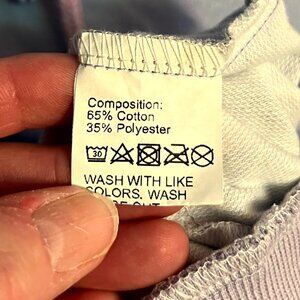 Composition:
65% Cotton
35% Polyester
30
WASH WITH LIKE
COLORS, WASH